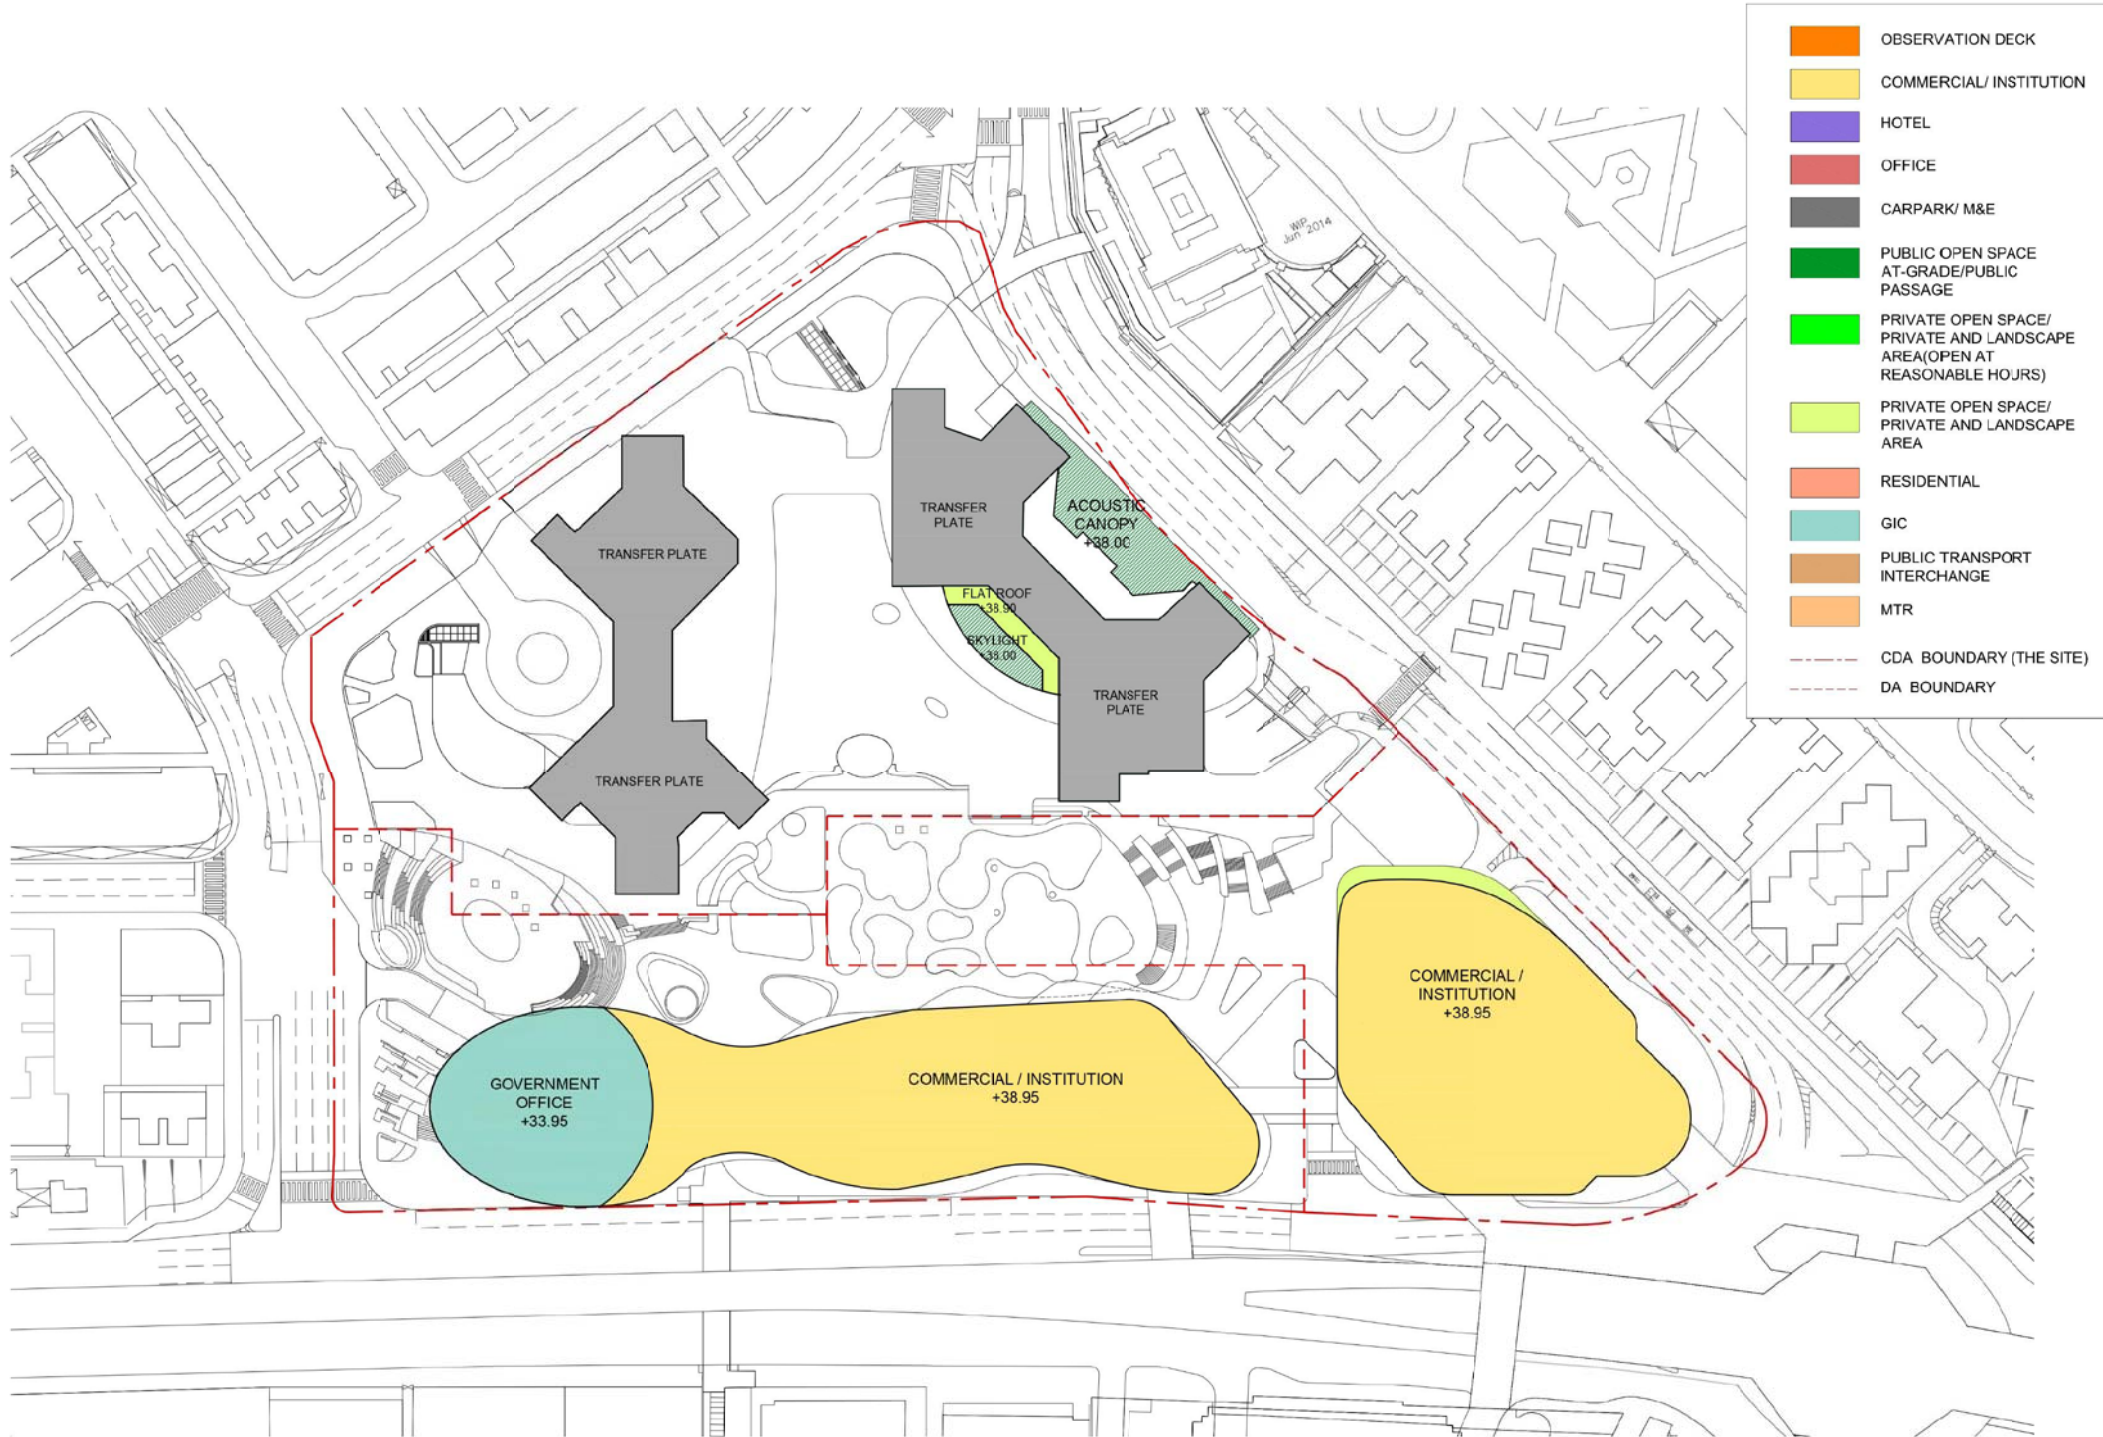 OBSERVATION DECK
COMMERCIAL/ INSTITUTION
HOTEL
OFFICE
CARPARK/ M&E
PUBLIC OPEN SPACE
AT-GRADE/PUBLIC
PASSAGE
PRIVATE OPEN SPACE/
PRIVATE AND LANDSCAPE
AREA(OPEN AT
REASONABLE HOURS)
PRIVATE OPEN SPACE/
PRIVATE AND LANDSCAPE
AREA
RESIDENTIAL
GIC
PUBLIC TRANSPORT
INTERCHANGE
MTR
CDA BOUNDARY (THE SITE)
DA BOUNDARY
WIP
Jun 2014
TRANSFER PLATE
TRANSFER
PLATE
ACOUSTIC
CANOPY
+38.00
FLAT ROOF
+38.90
SKYLIGHT
+38.00
TRANSFER
PLATE
TRANSFER PLATE
COMMERCIAL /
INSTITUTION
+38.95
GOVERNMENT
OFFICE
+33.95
COMMERCIAL / INSTITUTION
+38.95